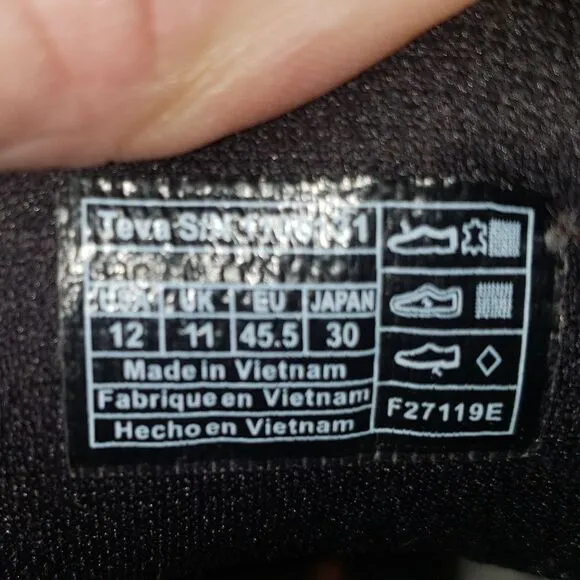 Teva S/N
USA UK EU JAPAN
12 11 45.5 30
Made in Vietnam
Fabrique en Vietnam
Hecho en Vietnam
F27119E